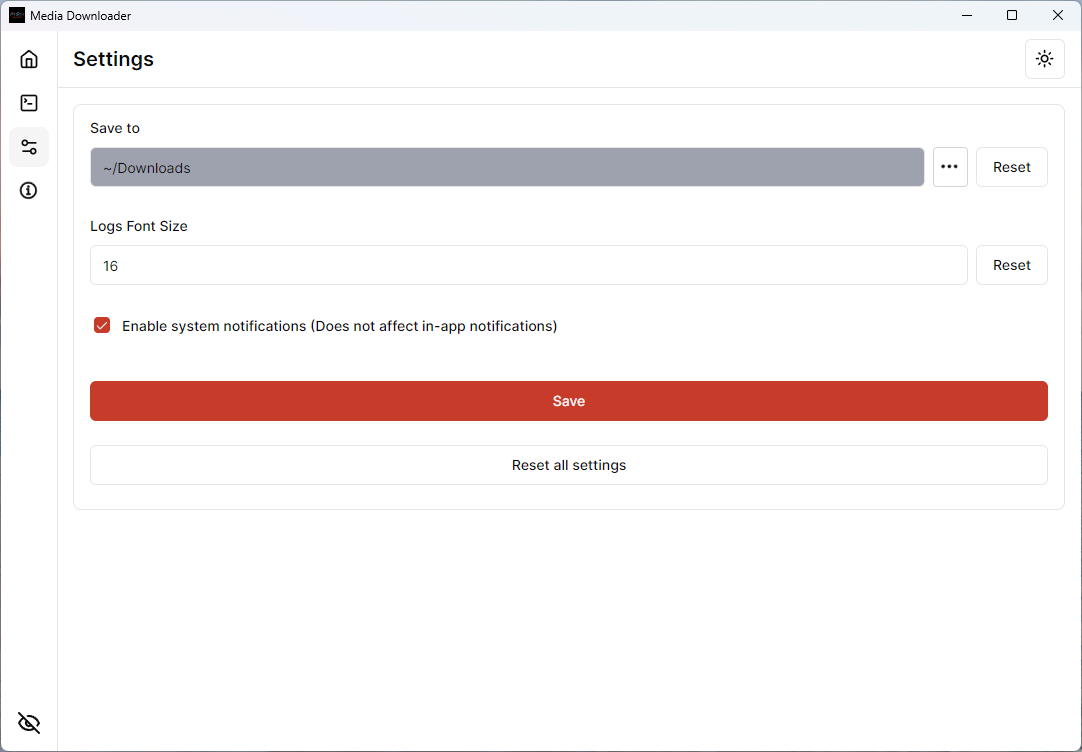 Media Downloader
Settings
Save to
~/Downloads
Reset
Logs Font Size
16
Reset
Enable system notifications (Does not affect in-app notifications)
Save
Reset all settings